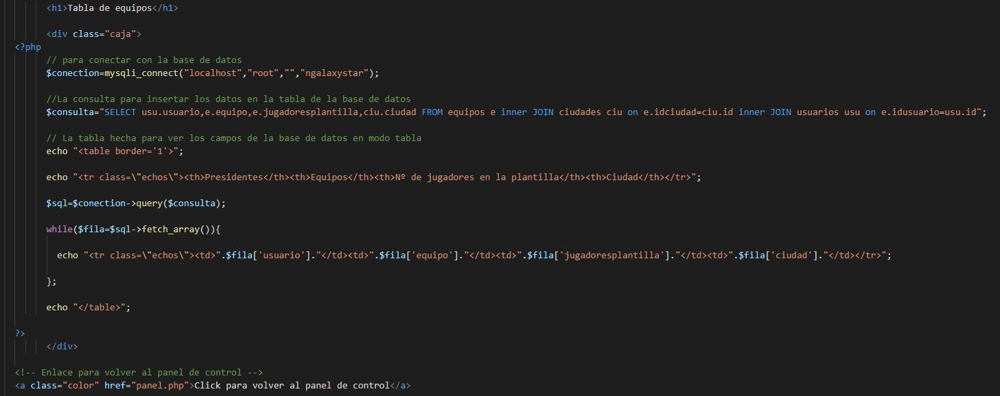 <h1>Tabla de equipos</h1>
<div class="caja">
<?php
// para conectar con la base de datos
$conection=mysqli_connect("localhost","root","","ngalaxystar");
//La consulta para insertar los datos en la tabla de la base de datos
$consulta="SELECT usu.usuario,e.equipo,e.jugadoresplantilla,ciu.ciudad FROM equipos e inner JOIN ciudades ciu on e.idciudad=ciu.id inner JOIN usuarios usu on e.idusuario=usu.id";
// La tabla hecha para ver los campos de la base de datos en modo tabla
echo "<table border='1'>";
echo "<tr class=\"echos\"><th>Presidentes</th><th>Equipos</th><th>Nº de jugadores en la plantilla</th><th>Ciudad</th></tr>";
$sql=$conection->query($consulta);
while($fila=$sql->fetch_array()){
echo "<tr class=\"echos\"><td>".$fila['usuario']."</td><td>".$fila['equipo']."</td><td>".$fila['jugadoresplantilla']."</td><td>".$fila['ciudad']."</td></tr>";
};
echo "</table>";
?>
</div>
<!-- Enlace para volver al panel de control -->
<a class="color" href="panel.php">Click para volver al panel de control</a>